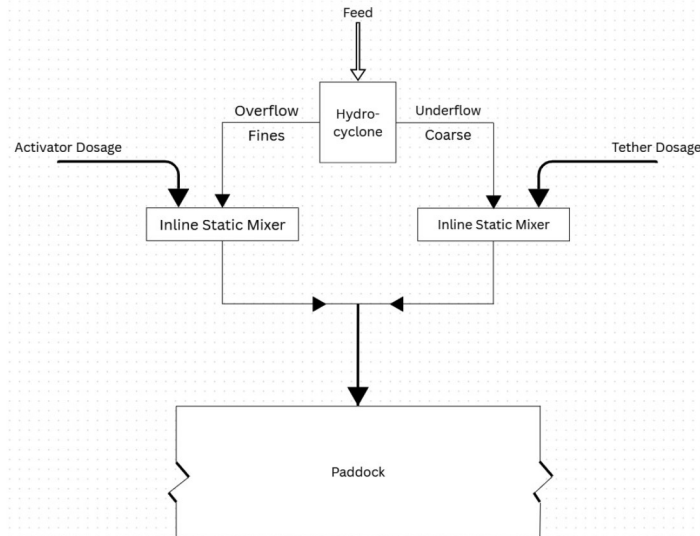 Feed
Hydro-
cyclone
Overflow
Fines
Underflow
Coarse
Activator Dosage
Tether Dosage
Inline Static Mixer
Inline Static Mixer
Paddock